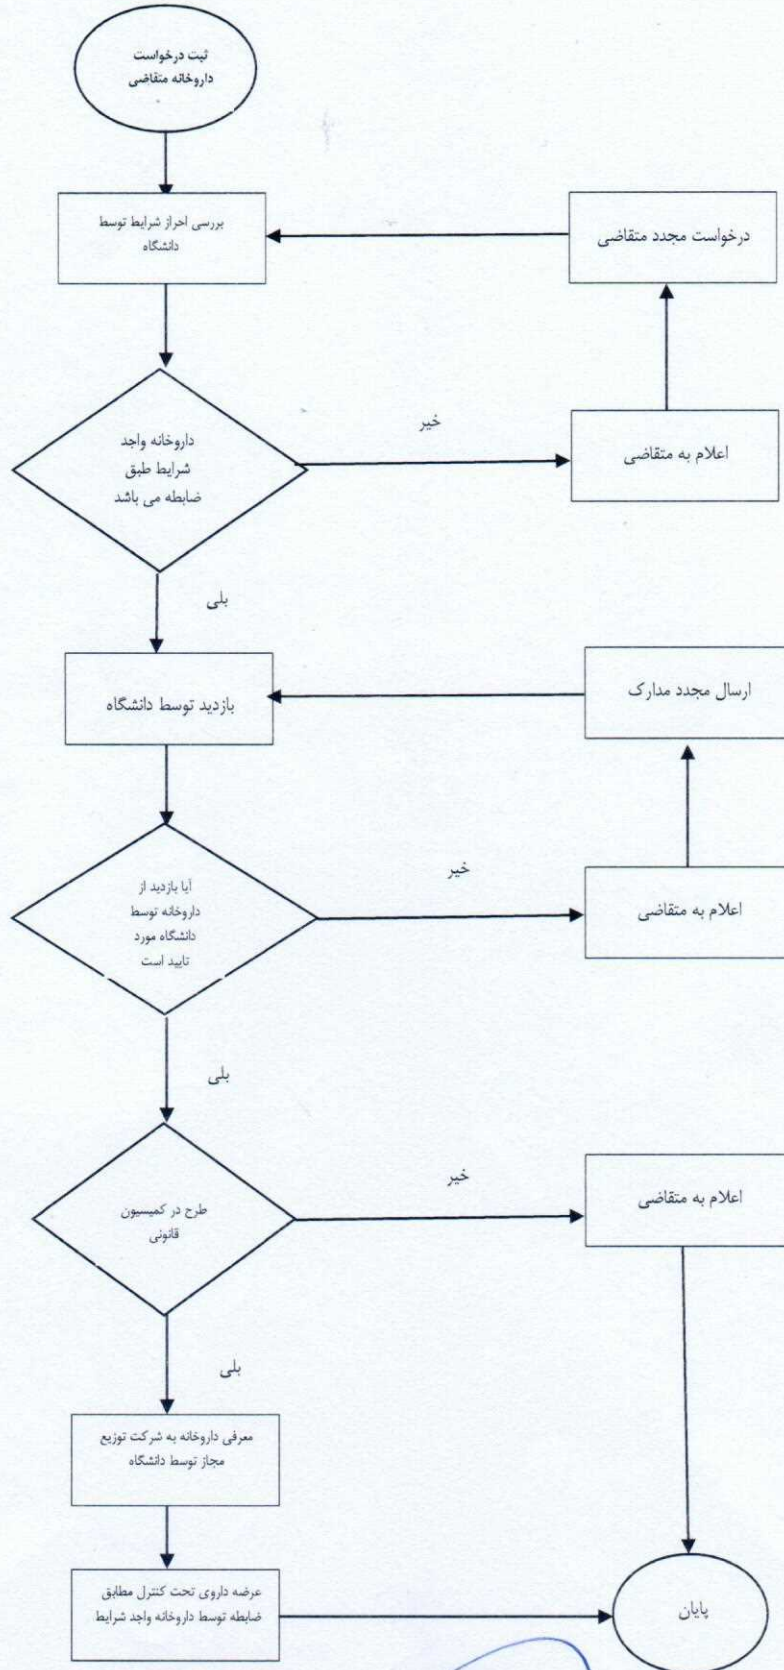 ثبت درخواست
داروخانه متقاضی
بررسی احراز شرایط توسط
دانشگاه
درخواست مجدد متقاضی
داروخانه واجد
شرایط طبق
ضابطه می باشد
خیر
اعلام به متقاضی
بلی
بازدید توسط دانشگاه
ارسال مجدد مدارک
آیا بازدید از
داروخانه توسط
دانشگاه مورد
تایید است
خیر
اعلام به متقاضی
بلی
طرح در کمیسیون
قانونی
خیر
اعلام به متقاضی
بلی
معرفی داروخانه به شرکت توزیع
مجاز توسط دانشگاه
عرضه داروی تحت کنترل مطابق
ضابطه توسط داروخانه واجد شرایط
پایان